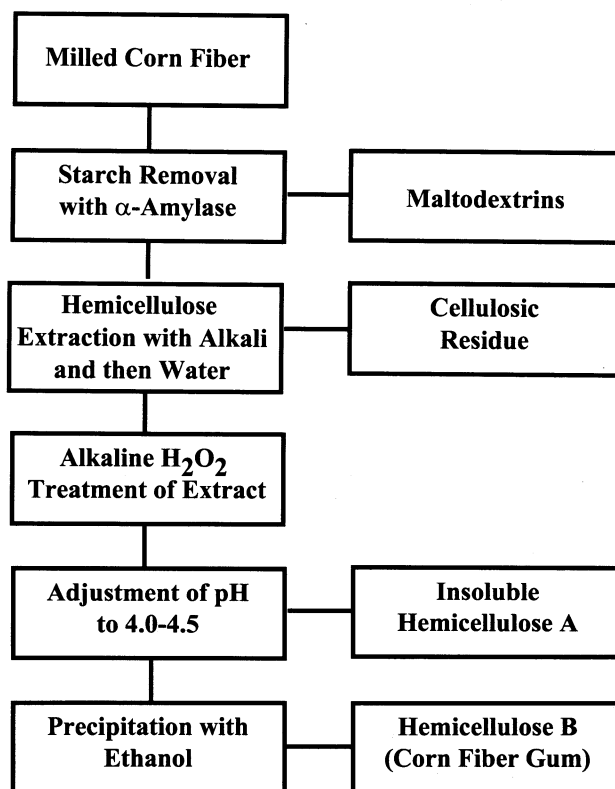 Milled Corn Fiber
Starch Removal
with α-Amylase
Maltodextrins
Hemicellulose
Extraction with Alkali
and then Water
Cellulosic
Residue
Alkaline H₂O₂
Treatment of Extract
Adjustment of pH
to 4.0-4.5
Insoluble
Hemicellulose A
Precipitation with
Ethanol
Hemicellulose B
(Corn Fiber Gum)